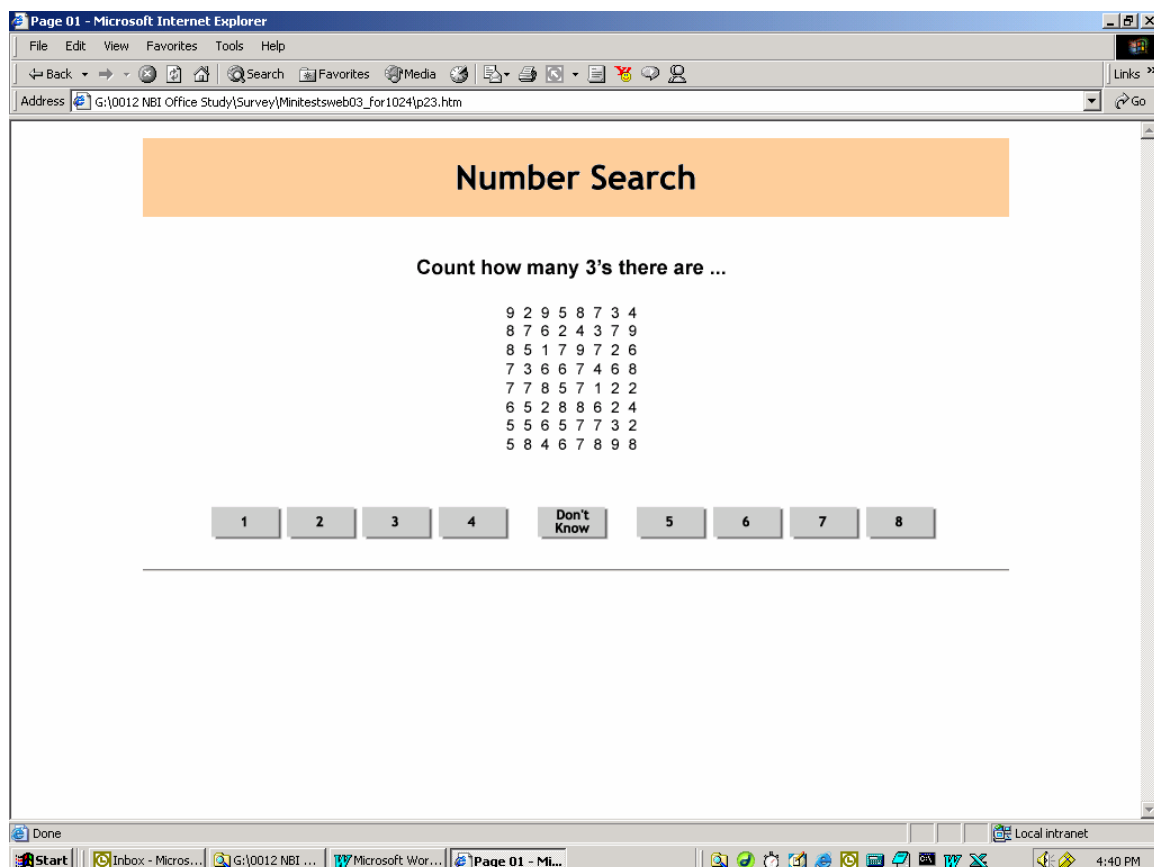 Page 01 - Microsoft Internet Explorer
File Edit View Favorites Tools Help
Back Search Favorites Media Links »
Address G:\0012 NBI Office Study\Survey\Minitestsweb03_for1024\p23.htm Go
Number Search
Count how many 3's there are ...
9 2 9 5 8 7 3 4
8 7 6 2 4 3 7 9
8 5 1 7 9 7 2 6
7 3 6 6 7 4 6 8
7 7 8 5 7 1 2 2
6 5 2 8 8 6 2 4
5 5 6 5 7 7 3 2
5 8 4 6 7 8 9 8
1 2 3 4 Don't Know 5 6 7 8
Done Local intranet
Start Inbox - Micros... G:\0012 NBI ... Microsoft Wor... Page 01 - Mi... 4:40 PM